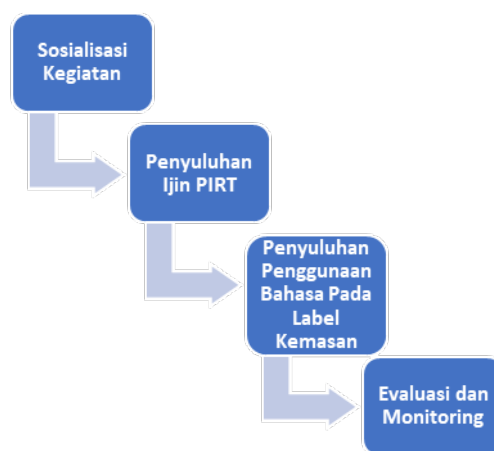 Sosialisasi
Kegiatan
Penyuluhan
Ijin PIRT
Penyuluhan
Penggunaan
Bahasa Pada
Label
Kemasan
Evaluasi dan
Monitoring